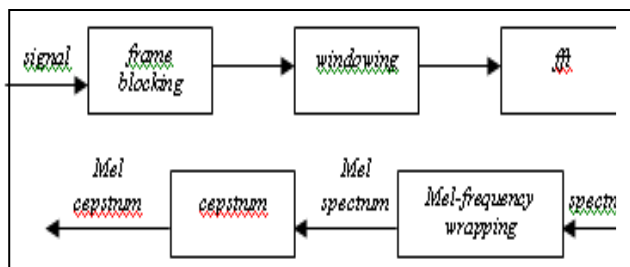 signal
frame
blocking
windowing
fft
Mel
cepstrum
cepstrum
Mel
spectrum
Mel-frequency
wrapping